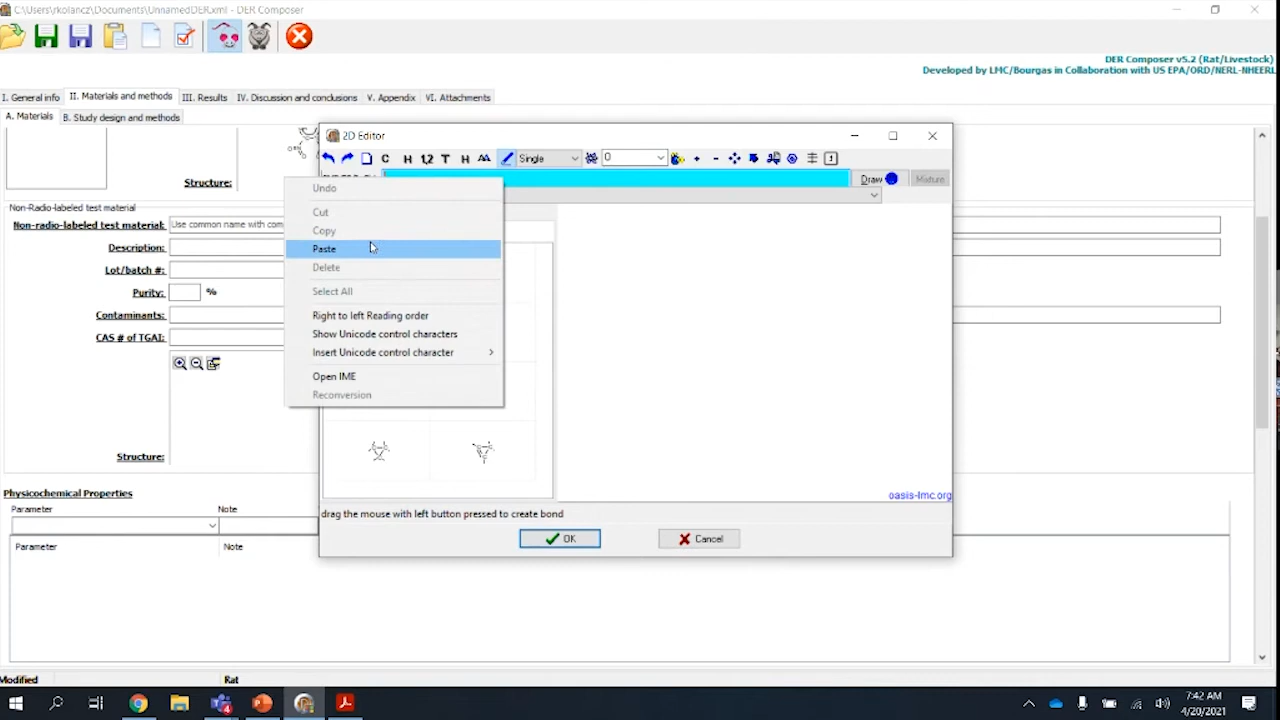 C:\Users\rkolancz\Documents\UnnamedDER.xml - DER Composer
DER Composer v5.2 (Rat/Livestock)
Developed by LMC/Bourgas in Collaboration with US EPA/ORD/NERL-NHEERL
I. General info II. Materials and methods III. Results IV. Discussion and conclusions V. Appendix VI. Attachments
A. Materials B. Study design and methods
2D Editor
C H 1,2 T H AA Single 0
Draw Mixture
Structure:
Undo
Cut
Copy
Paste
Delete
Select All
Right to left Reading order
Show Unicode control characters
Insert Unicode control character
Open IME
Reconversion
Non-Radio-labeled test material
Non-radio-labeled test material: Use common name with com
Description:
Lot/batch #:
Purity: %
Contaminants:
CAS # of TGAI:
Structure:
oasis-lmc.org
drag the mouse with left button pressed to create bond
OK Cancel
Physicochemical Properties
Parameter Note
Parameter Note
Modified Rat
7:42 AM
4/20/2021